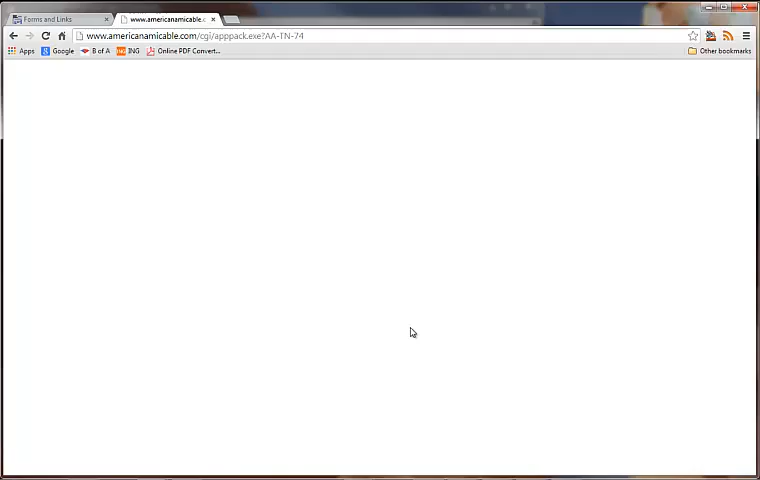 Forms and Links
www.americanamicable.c
www.americanamicable.com/cgi/apppack.exe?AA-TN-74
Apps Google B of A ING ING Online PDF Convert... Other bookmarks